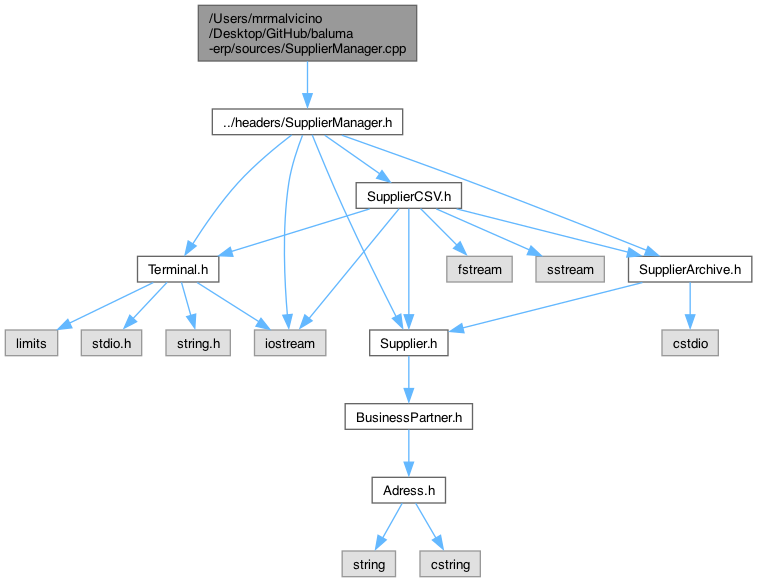 /Users/mrmalvicino
/Desktop/GitHub/baluma
-erp/sources/SupplierManager.cpp
../headers/SupplierManager.h
SupplierCSV.h
Terminal.h
fstream
sstream
SupplierArchive.h
limits
stdio.h
string.h
iostream
Supplier.h
cstdio
BusinessPartner.h
Adress.h
string
cstring